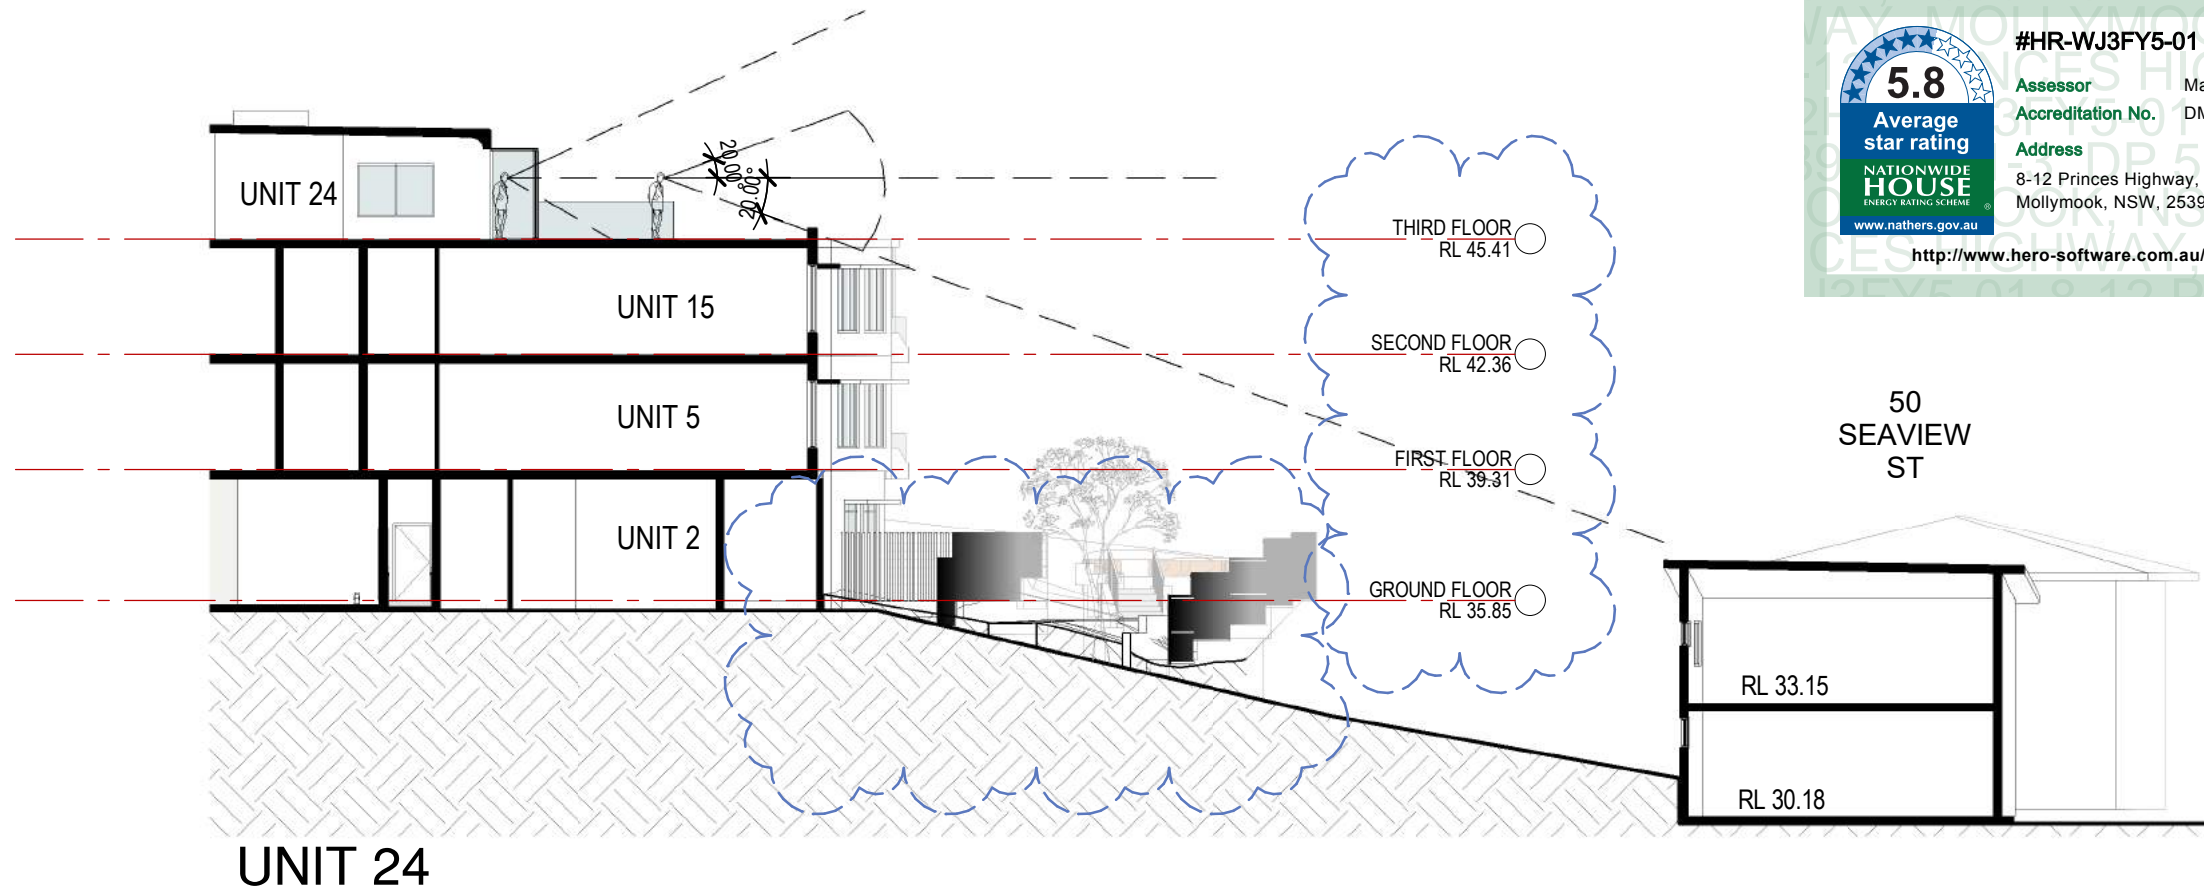 #HR-WJ3FY5-01
5.8
Average
star rating
NATIONWIDE
HOUSE
ENERGY RATING SCHEME
®
www.nathers.gov.au
Assessor Ma
Accreditation No. DM
Address
8-12 Princes Highway,
Mollymook, NSW, 2539
http://www.hero-software.com.au/
20.00°
20.00°
UNIT 24
THIRD FLOOR
RL 45.41
UNIT 15
SECOND FLOOR
RL 42.36
UNIT 5
50
SEAVIEW
ST
FIRST FLOOR
RL 39.31
UNIT 2
GROUND FLOOR
RL 35.85
RL 33.15
RL 30.18
UNIT 24